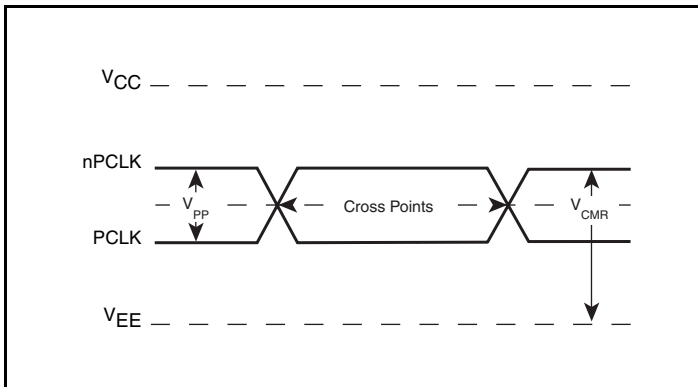 VCC
nPCLK
VPP
Cross Points
VCMR
PCLK
VEE